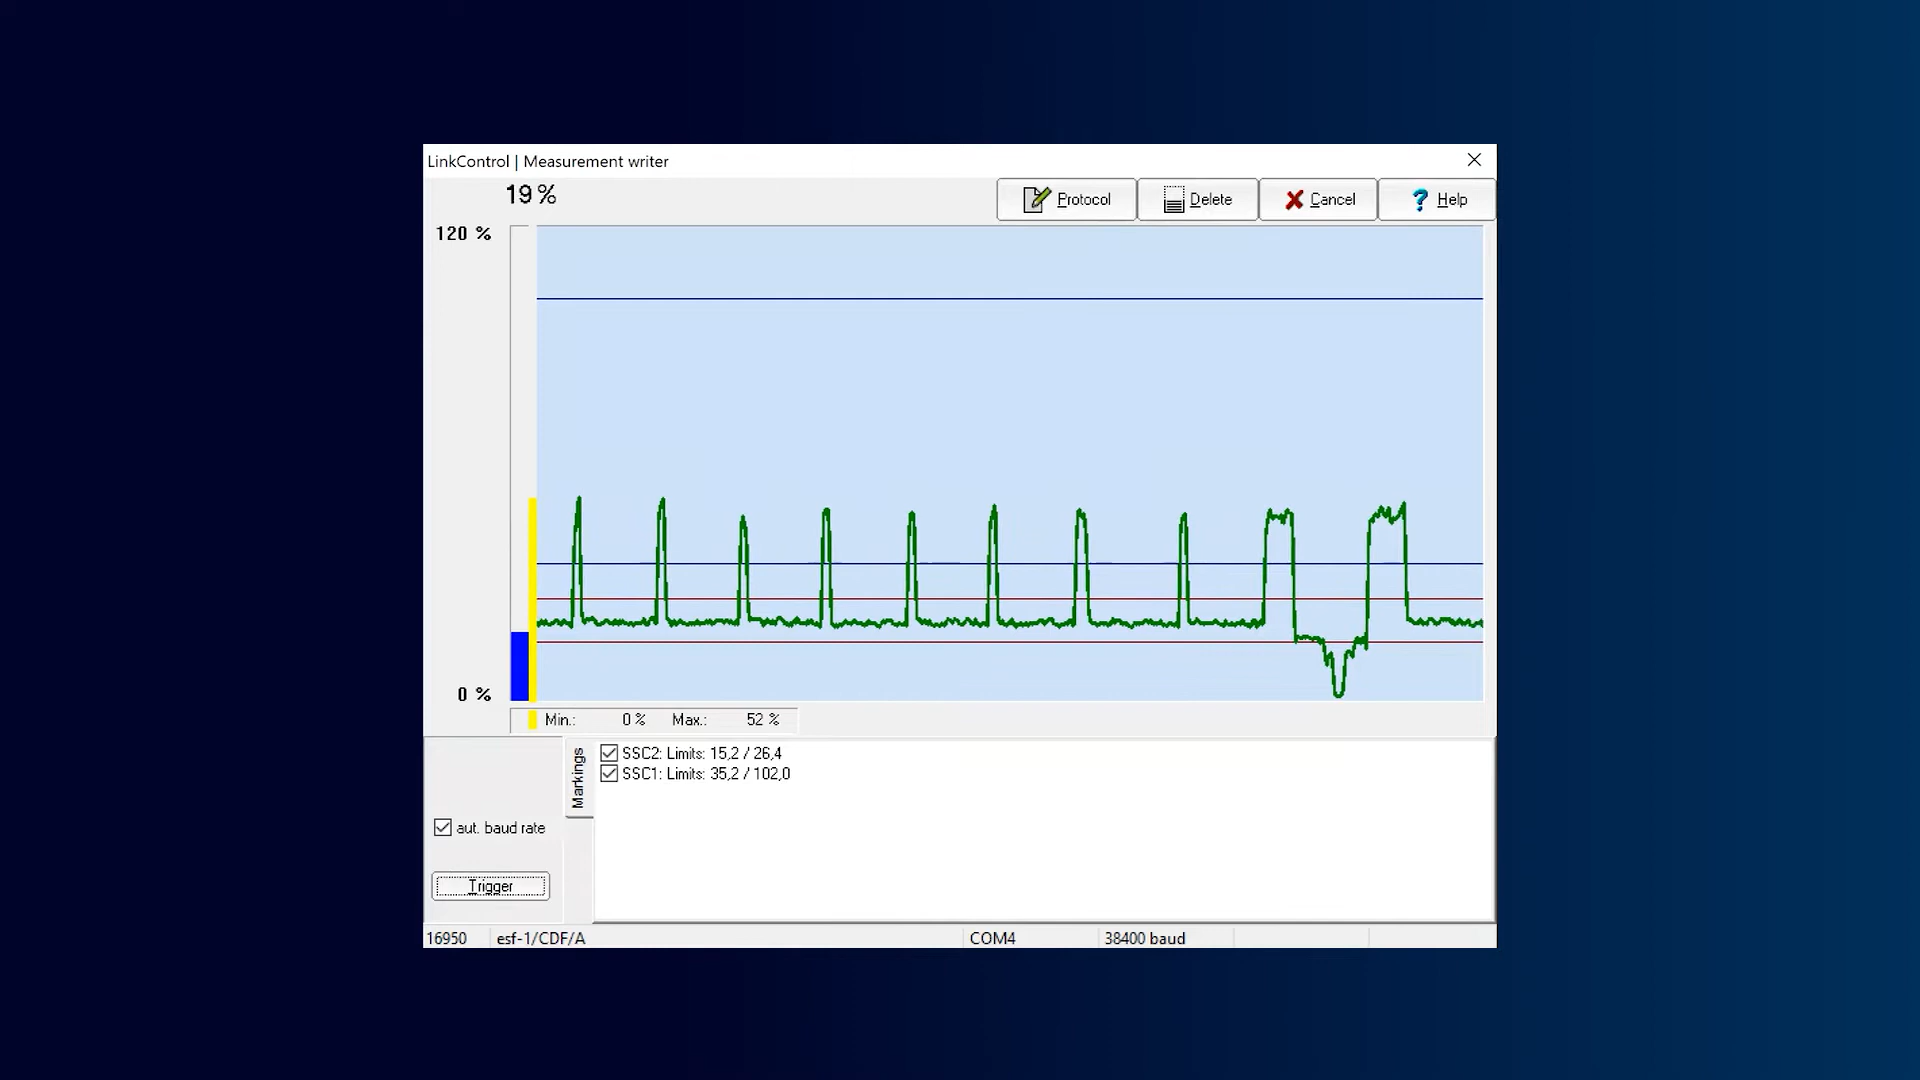 LinkControl | Measurement writer
19 %
Protocol
Delete
Cancel
? Help
120 %
0 %
Min.: 0 % Max.: 52 %
Markings
SSC2: Limits: 15,2 / 26,4
SSC1: Limits: 35,2 / 102,0
aut. baud rate
Trigger
16950 esf-1/CDF/A COM4 38400 baud